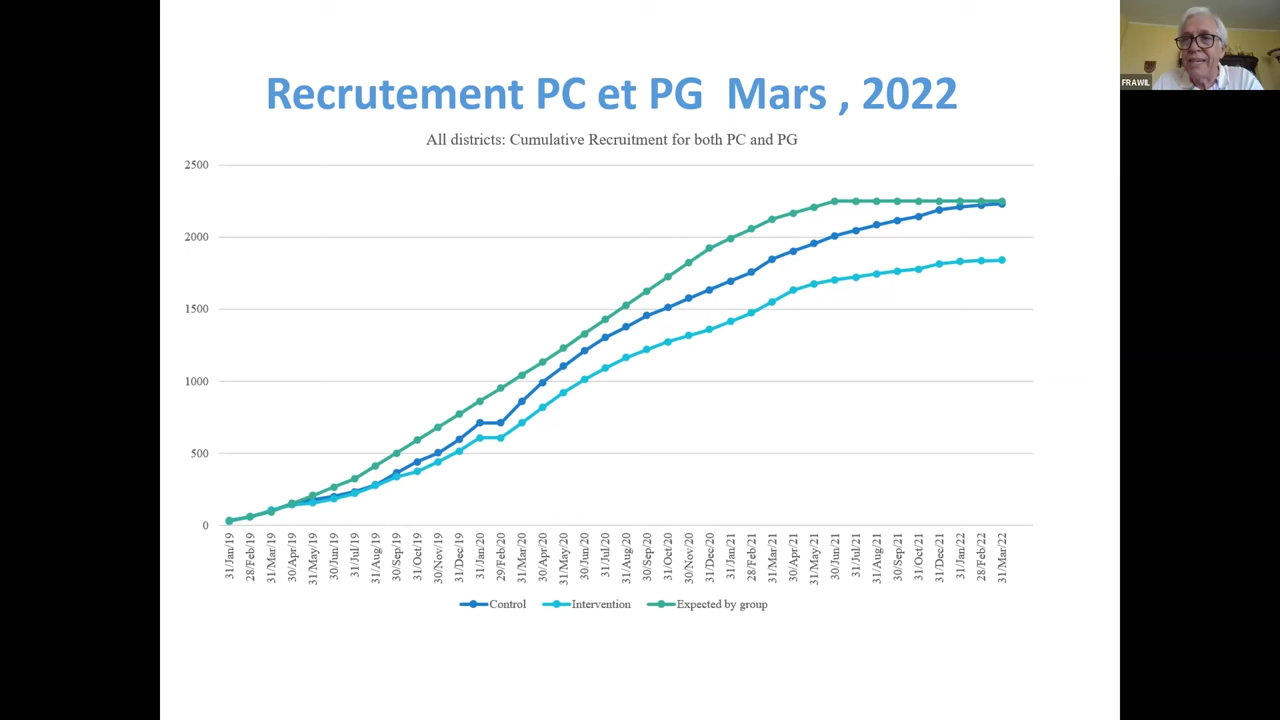 Recrutement PC et PG Mars , 2022
FRAWIL
All districts: Cumulative Recruitment for both PC and PG
2500
2000
1500
1000
500
0
31/Jan/19
28/Feb/19
31/Mar/19
30/Apr/19
31/May/19
30/Jun/19
31/Jul/19
31/Aug/19
30/Sep/19
31/Oct/19
30/Nov/19
31/Dec/19
31/Jan/20
29/Feb/20
31/Mar/20
30/Apr/20
31/May/20
30/Jun/20
31/Jul/20
31/Aug/20
30/Sep/20
31/Oct/20
30/Nov/20
31/Dec/20
31/Jan/21
28/Feb/21
31/Mar/21
30/Apr/21
31/May/21
30/Jun/21
31/Jul/21
31/Aug/21
30/Sep/21
31/Oct/21
31/Dec/21
31/Jan/22
28/Feb/22
31/Mar/22
Control
Intervention
Expected by group